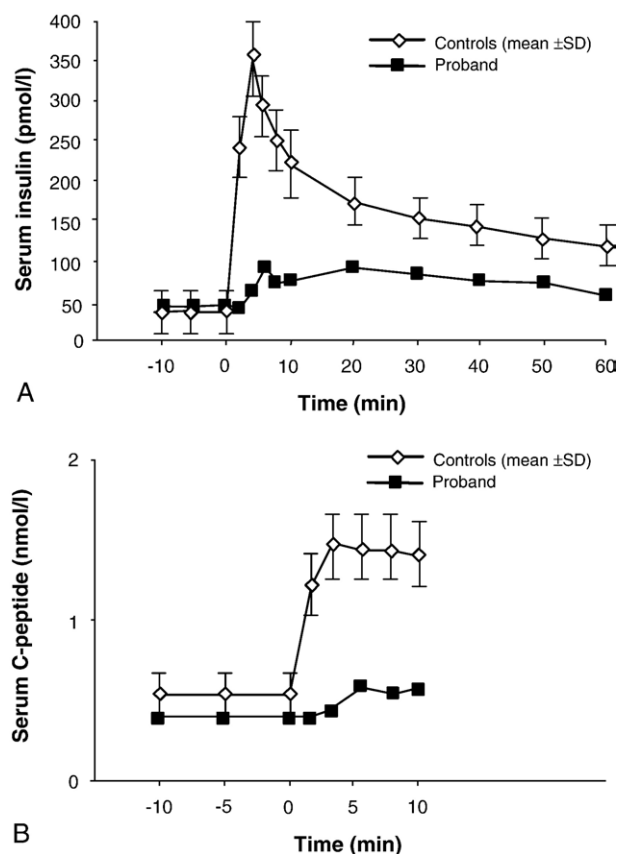 A
400
350
300
250
200
150
100
50
0
Serum insulin (pmol/l)
Controls (mean ±SD)
Proband
-10 0 10 20 30 40 50 60
Time (min)
B
2
1
0
Serum C-peptide (nmol/l)
Controls (mean ±SD)
Proband
-10 -5 0 5 10
Time (min)